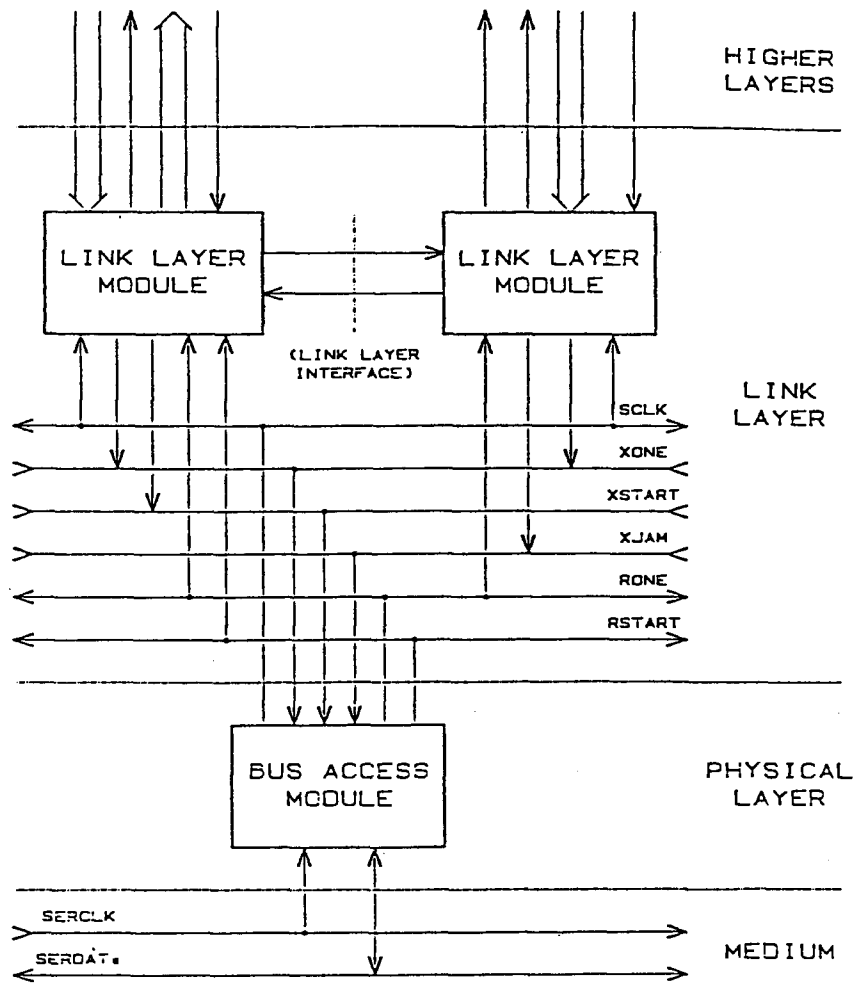 HIGHER
LAYERS
LINK LAYER
MODULE
LINK LAYER
MODULE
(LINK LAYER
INTERFACE)
LINK
LAYER
SCLK
XONE
XSTART
XJAM
RONE
RSTART
BUS ACCESS
MODULE
PHYSICAL
LAYER
SERCLK
SERDAT*
MEDIUM